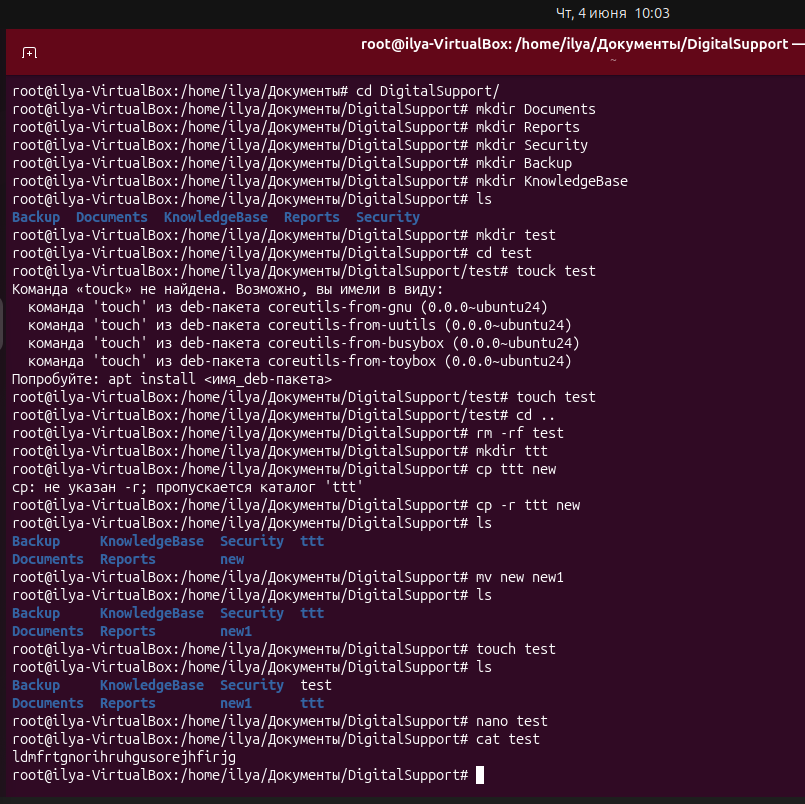 Чт, 4 июня 10:03
root@ilya-VirtualBox: /home/ilya/Документы/DigitalSupport —
~
root@ilya-VirtualBox:/home/ilya/Документы# cd DigitalSupport/
root@ilya-VirtualBox:/home/ilya/Документы/DigitalSupport# mkdir Documents
root@ilya-VirtualBox:/home/ilya/Документы/DigitalSupport# mkdir Reports
root@ilya-VirtualBox:/home/ilya/Документы/DigitalSupport# mkdir Security
root@ilya-VirtualBox:/home/ilya/Документы/DigitalSupport# mkdir Backup
root@ilya-VirtualBox:/home/ilya/Документы/DigitalSupport# mkdir KnowledgeBase
root@ilya-VirtualBox:/home/ilya/Документы/DigitalSupport# ls
Backup  Documents  KnowledgeBase  Reports  Security
root@ilya-VirtualBox:/home/ilya/Документы/DigitalSupport# mkdir test
root@ilya-VirtualBox:/home/ilya/Документы/DigitalSupport# cd test
root@ilya-VirtualBox:/home/ilya/Документы/DigitalSupport/test# touck test
Команда «touck» не найдена. Возможно, вы имели в виду:
  команда 'touch' из deb-пакета coreutils-from-gnu (0.0.0~ubuntu24)
  команда 'touch' из deb-пакета coreutils-from-uutils (0.0.0~ubuntu24)
  команда 'touch' из deb-пакета coreutils-from-busybox (0.0.0~ubuntu24)
  команда 'touch' из deb-пакета coreutils-from-toybox (0.0.0~ubuntu24)
Попробуйте: apt install <имя_deb-пакета>
root@ilya-VirtualBox:/home/ilya/Документы/DigitalSupport/test# touch test
root@ilya-VirtualBox:/home/ilya/Документы/DigitalSupport/test# cd ..
root@ilya-VirtualBox:/home/ilya/Документы/DigitalSupport# rm -rf test
root@ilya-VirtualBox:/home/ilya/Документы/DigitalSupport# mkdir ttt
root@ilya-VirtualBox:/home/ilya/Документы/DigitalSupport# cp ttt new
cp: не указан -r; пропускается каталог 'ttt'
root@ilya-VirtualBox:/home/ilya/Документы/DigitalSupport# cp -r ttt new
root@ilya-VirtualBox:/home/ilya/Документы/DigitalSupport# ls
Backup     KnowledgeBase  Security  ttt
Documents  Reports        new
root@ilya-VirtualBox:/home/ilya/Документы/DigitalSupport# mv new new1
root@ilya-VirtualBox:/home/ilya/Документы/DigitalSupport# ls
Backup     KnowledgeBase  Security  ttt
Documents  Reports        new1
root@ilya-VirtualBox:/home/ilya/Документы/DigitalSupport# touch test
root@ilya-VirtualBox:/home/ilya/Документы/DigitalSupport# ls
Backup     KnowledgeBase  Security  test
Documents  Reports        new1      ttt
root@ilya-VirtualBox:/home/ilya/Документы/DigitalSupport# nano test
root@ilya-VirtualBox:/home/ilya/Документы/DigitalSupport# cat test
ldmfrtgnorihruhgusorejhfirjg
root@ilya-VirtualBox:/home/ilya/Документы/DigitalSupport#